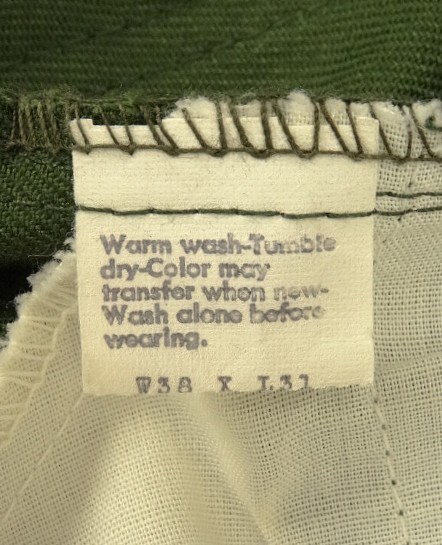 Warm wash-Tumble
dry-Color may
transfer when new-
Wash alone before
wearing.
W38 X L31